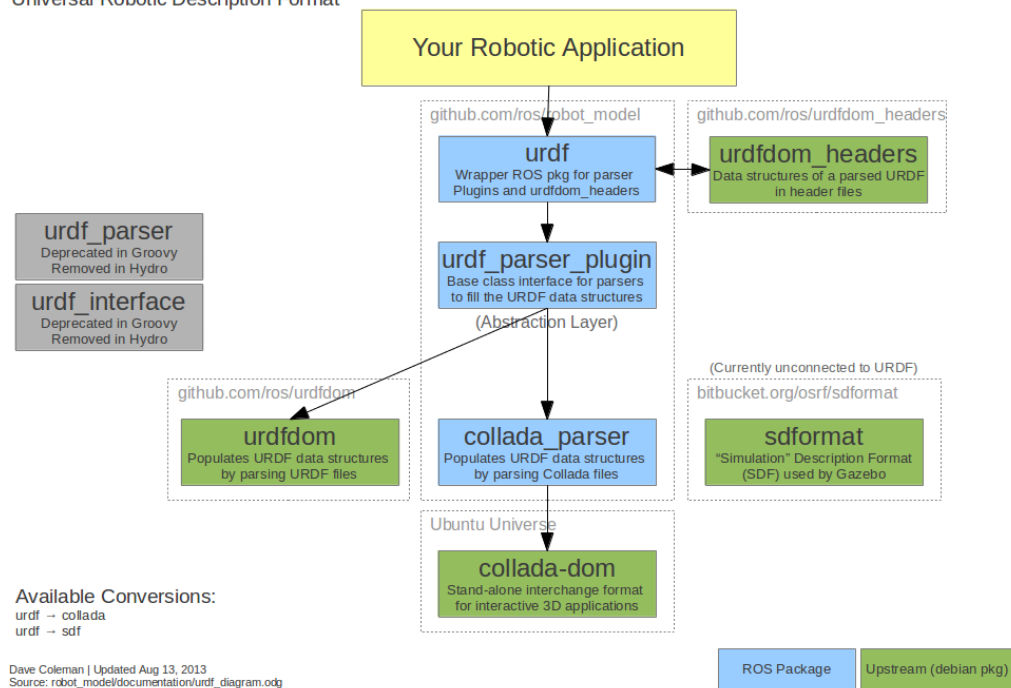 Universal Robotic Description Format
Your Robotic Application
github.com/ros/robot_model
github.com/ros/urdfdom_headers
urdf
Wrapper ROS pkg for parser
Plugins and urdfdom_headers
urdfdom_headers
Data structures of a parsed URDF
in header files
urdf_parser
Deprecated in Groovy
Removed in Hydro
urdf_interface
Deprecated in Groovy
Removed in Hydro
urdf_parser_plugin
Base class interface for parsers
to fill the URDF data structures
(Abstraction Layer)
(Currently unconnected to URDF)
github.com/ros/urdfdom
bitbucket.org/osrf/sdformat
urdfdom
Populates URDF data structures
by parsing URDF files
collada_parser
Populates URDF data structures
by parsing Collada files
sdformat
“Simulation” Description Format
(SDF) used by Gazebo
Ubuntu Universe
collada-dom
Stand-alone interchange format
for interactive 3D applications
Available Conversions:
urdf → collada
urdf → sdf
Dave Coleman | Updated Aug 13, 2013
Source: robot_model/documentation/urdf_diagram.odg
ROS Package
Upstream (debian pkg)